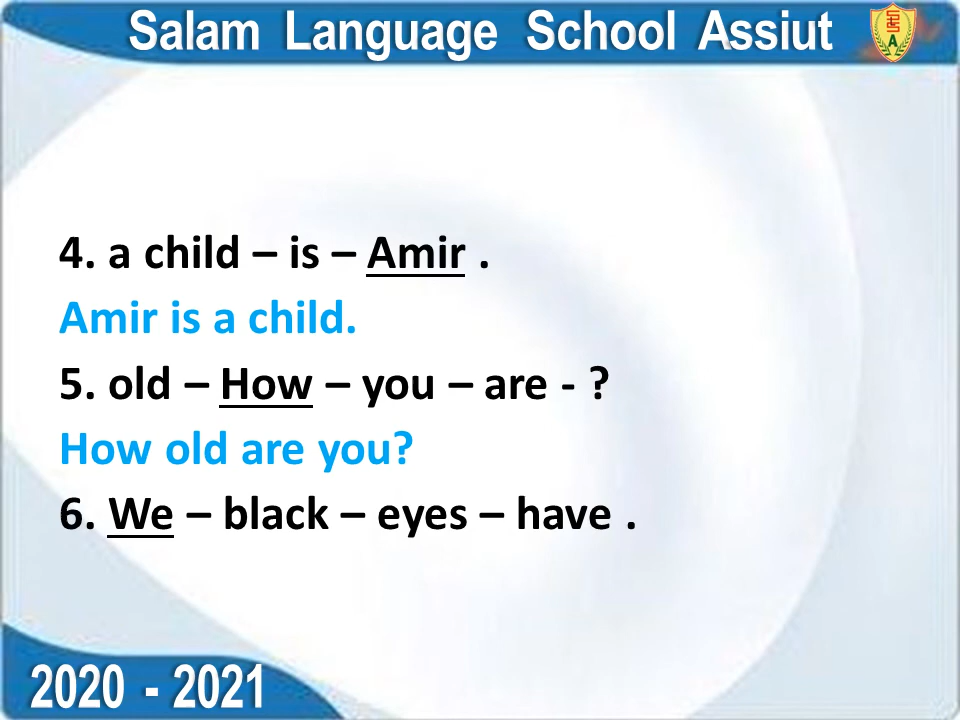 Salam Language School Assiut
4. a child – is – Amir .
Amir is a child.
5. old – How – you – are - ?
How old are you?
6. We – black – eyes – have .
2020 - 2021